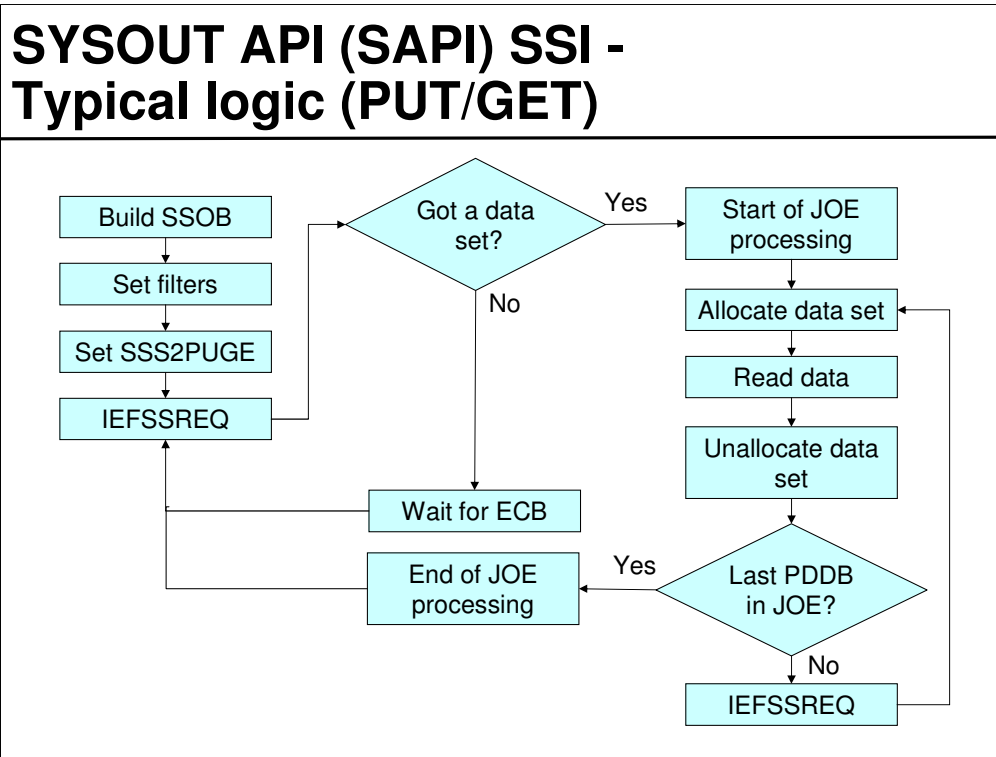 SYSOUT API (SAPI) SSI -
Typical logic (PUT/GET)
Build SSOB
Set filters
Set SSS2PUGE
IEFSSREQ
Got a data
set?
Yes
No
Wait for ECB
Start of JOE
processing
Allocate data set
Read data
Unallocate data
set
Last PDDB
in JOE?
Yes
End of JOE
processing
No
IEFSSREQ